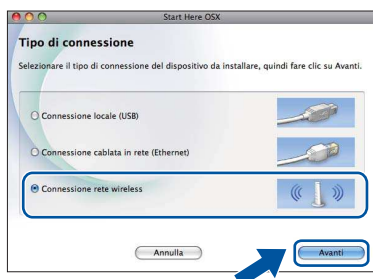 Start Here OSX
Tipo di connessione
Selezionare il tipo di connessione del dispositivo da installare, quindi fare clic su Avanti.
Connessione locale (USB)
Connessione cablata in rete (Ethernet)
Connessione rete wireless
Annulla
Avanti